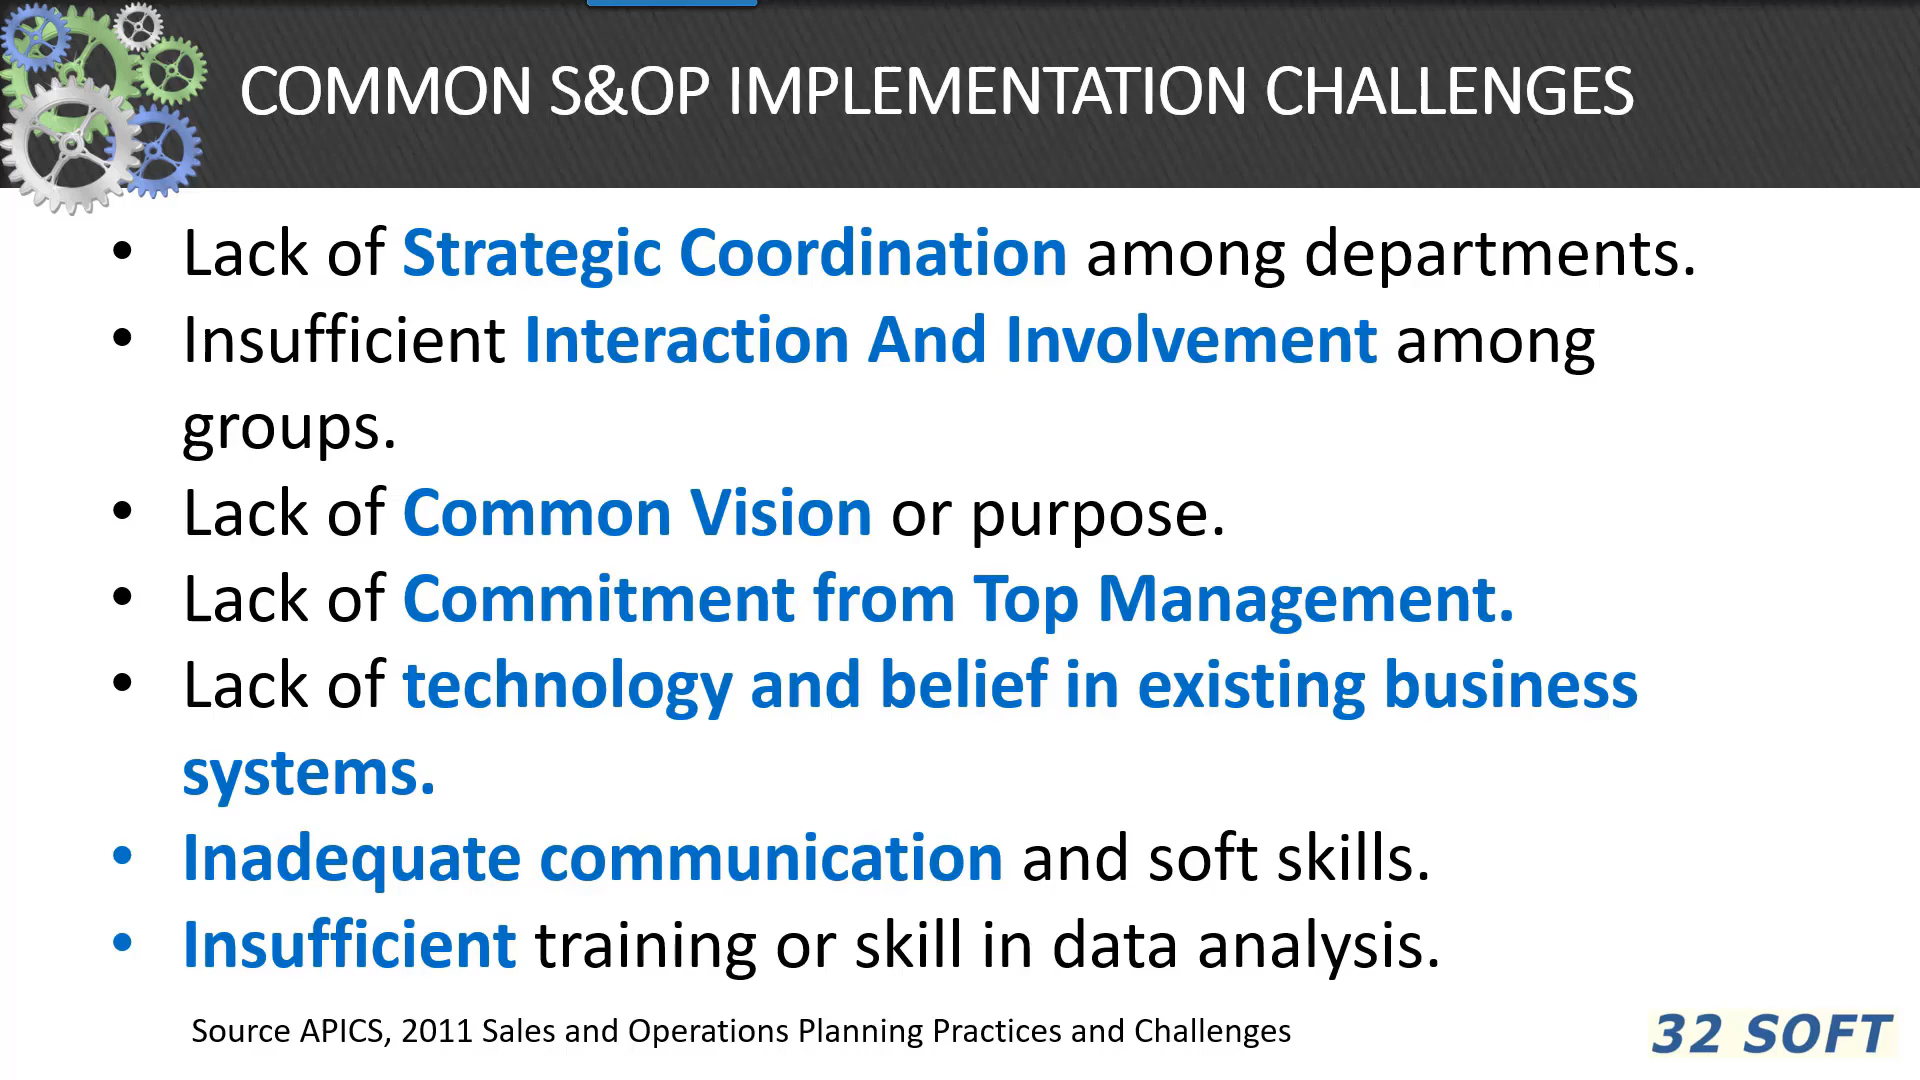 COMMON S&OP IMPLEMENTATION CHALLENGES
• Lack of Strategic Coordination among departments.
• Insufficient Interaction And Involvement among
groups.
• Lack of Common Vision or purpose.
• Lack of Commitment from Top Management.
• Lack of technology and belief in existing business
systems.
• Inadequate communication and soft skills.
• Insufficient training or skill in data analysis.
Source APICS, 2011 Sales and Operations Planning Practices and Challenges
32 SOFT